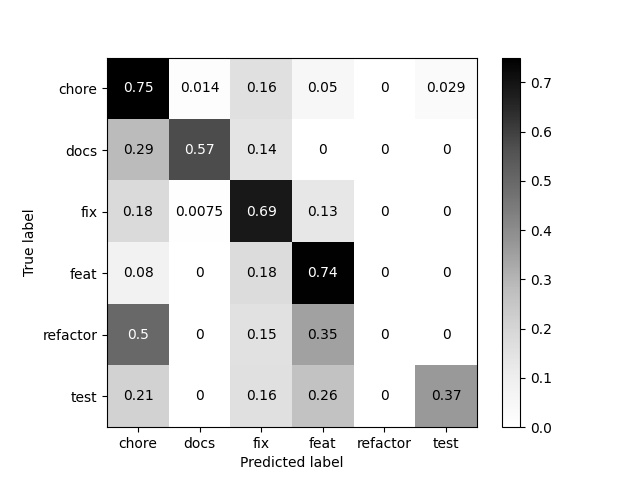 chore 0.75 0.014 0.16 0.05 0 0.029
docs 0.29 0.57 0.14 0 0 0
fix 0.18 0.0075 0.69 0.13 0 0
feat 0.08 0 0.18 0.74 0 0
refactor 0.5 0 0.15 0.35 0 0
test 0.21 0 0.16 0.26 0 0.37
chore docs fix feat refactor test
Predicted label
True label
0.7
0.6
0.5
0.4
0.3
0.2
0.1
0.0